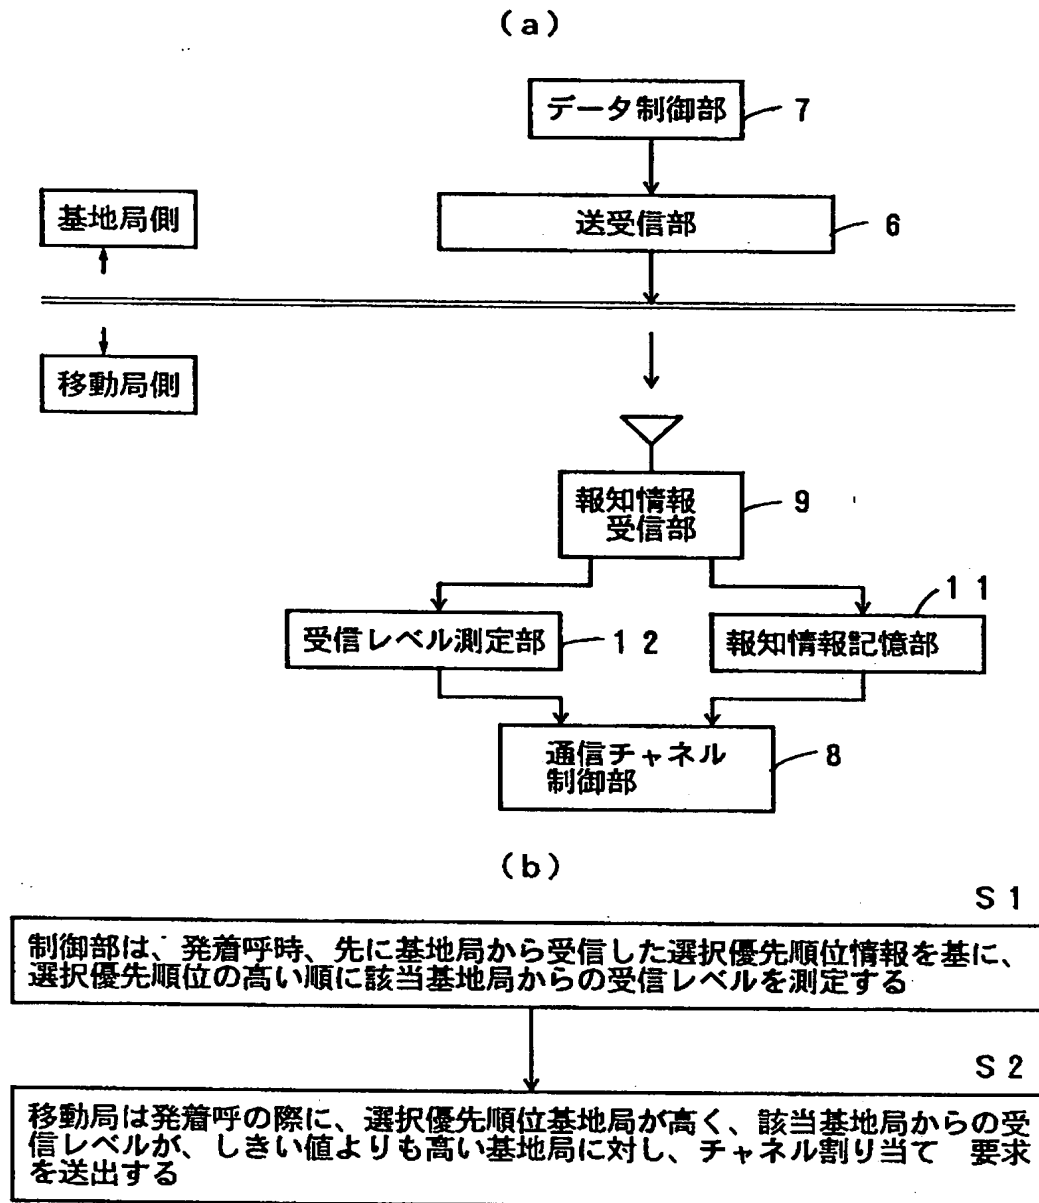 (a)
データ制御部
7
基地局側
送受信部
6
移動局側
報知情報
受信部
9
11
受信レベル測定部
12
報知情報記憶部
通信チャネル
制御部
8
(b)
S1
制御部は、発着呼時、先に基地局から受信した選択優先順位情報を基に、
選択優先順位の高い順に該当基地局からの受信レベルを測定する
S2
移動局は発着呼の際に、選択優先順位基地局が高く、該当基地局からの受
信レベルが、しきい値よりも高い基地局に対し、チャネル割り当て 要求
を送出する